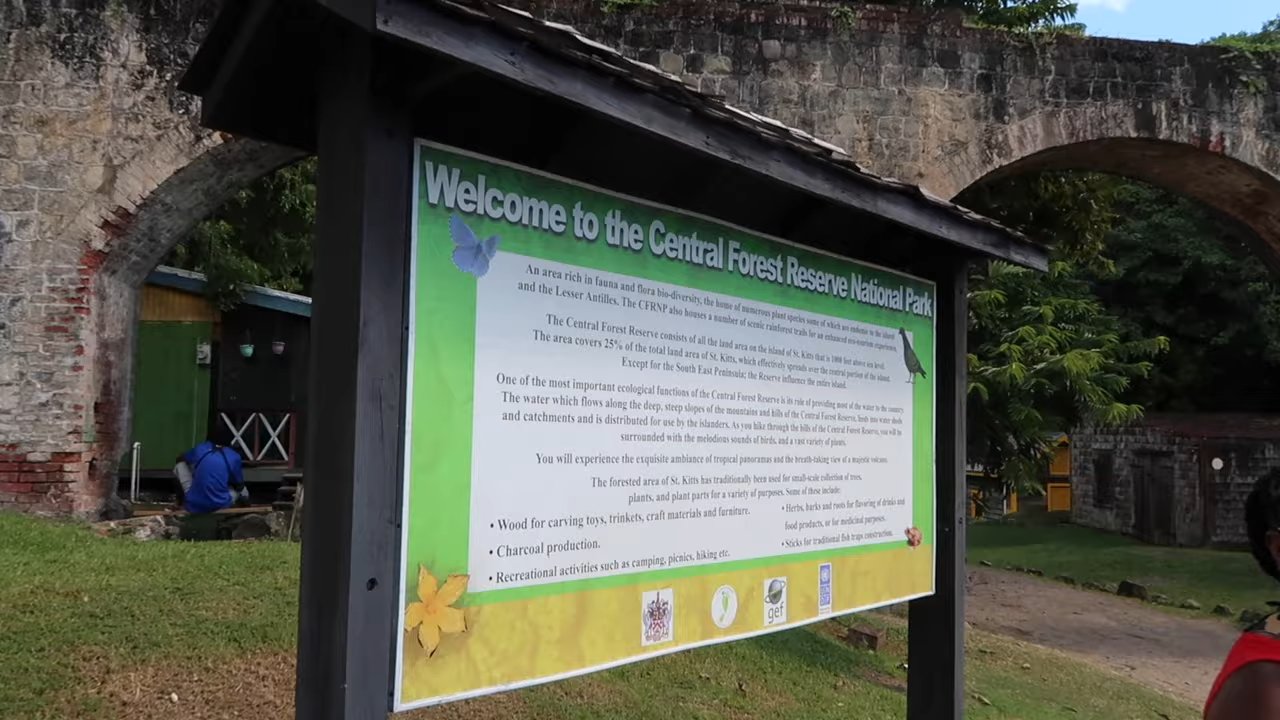 Welcome to the Central Forest Reserve National Park
An area rich in fauna and flora bio-diversity, the home of numerous plant species some of which are endemic to the island
and the Lesser Antilles. The CFRNP also houses a number of scenic rainforest trails for an enhanced eco-tourism experience.
The Central Forest Reserve consists of all the land area on the island of St. Kitts that is 1000 feet above sea level.
The area covers 25% of the total land area of St. Kitts, which effectively spreads over the central portion of the island.
Except for the South East Peninsula; the Reserve influence the entire island.
One of the most important ecological functions of the Central Forest Reserve is its role of providing most of the water to the country
The water which flows along the deep, steep slopes of the mountains and hills of the Central Forest Reserve, feeds into water sheds
and catchments and is distributed for use by the islanders. As you hike through the hills of the Central Forest Reserve, you will be
surrounded with the melodious sounds of birds, and a vast variety of plants.
You will experience the exquisite ambiance of tropical panoramas and the breath-taking view of a majestic volcano.
The forested area of St. Kitts has traditionally been used for small-scale collection of trees,
plants, and plant parts for a variety of purposes. Some of these include:
• Wood for carving toys, trinkets, craft materials and furniture.
• Charcoal production.
• Recreational activities such as camping, picnics, hiking etc.
• Herbs, barks and roots for flavoring of drinks and
food products, or for medicinal purposes.
• Sticks for traditional fish traps construction.
gef